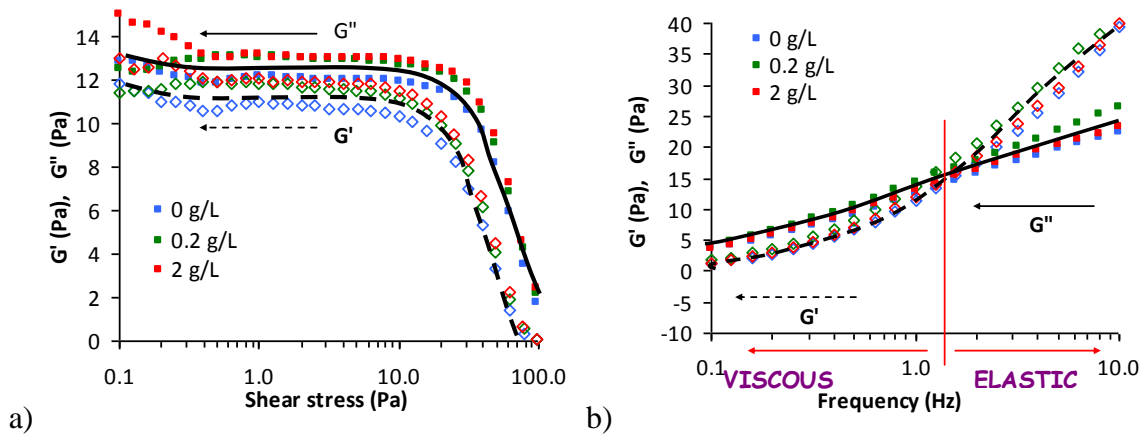 G'(Pa), G" (Pa)
14
12
10
8
6
4
2
0
G"
G'
0 g/L
0.2 g/L
2 g/L
0.1
1.0
10.0
100.0
Shear stress (Pa)
a)
G'(Pa), G" (Pa)
40
35
30
25
20
15
10
5
0
-5
-10
0 g/L
0.2 g/L
2 g/L
G"
G'
0.1
1.0
10.0
VISCOUS
ELASTIC
Frequency (Hz)
b)